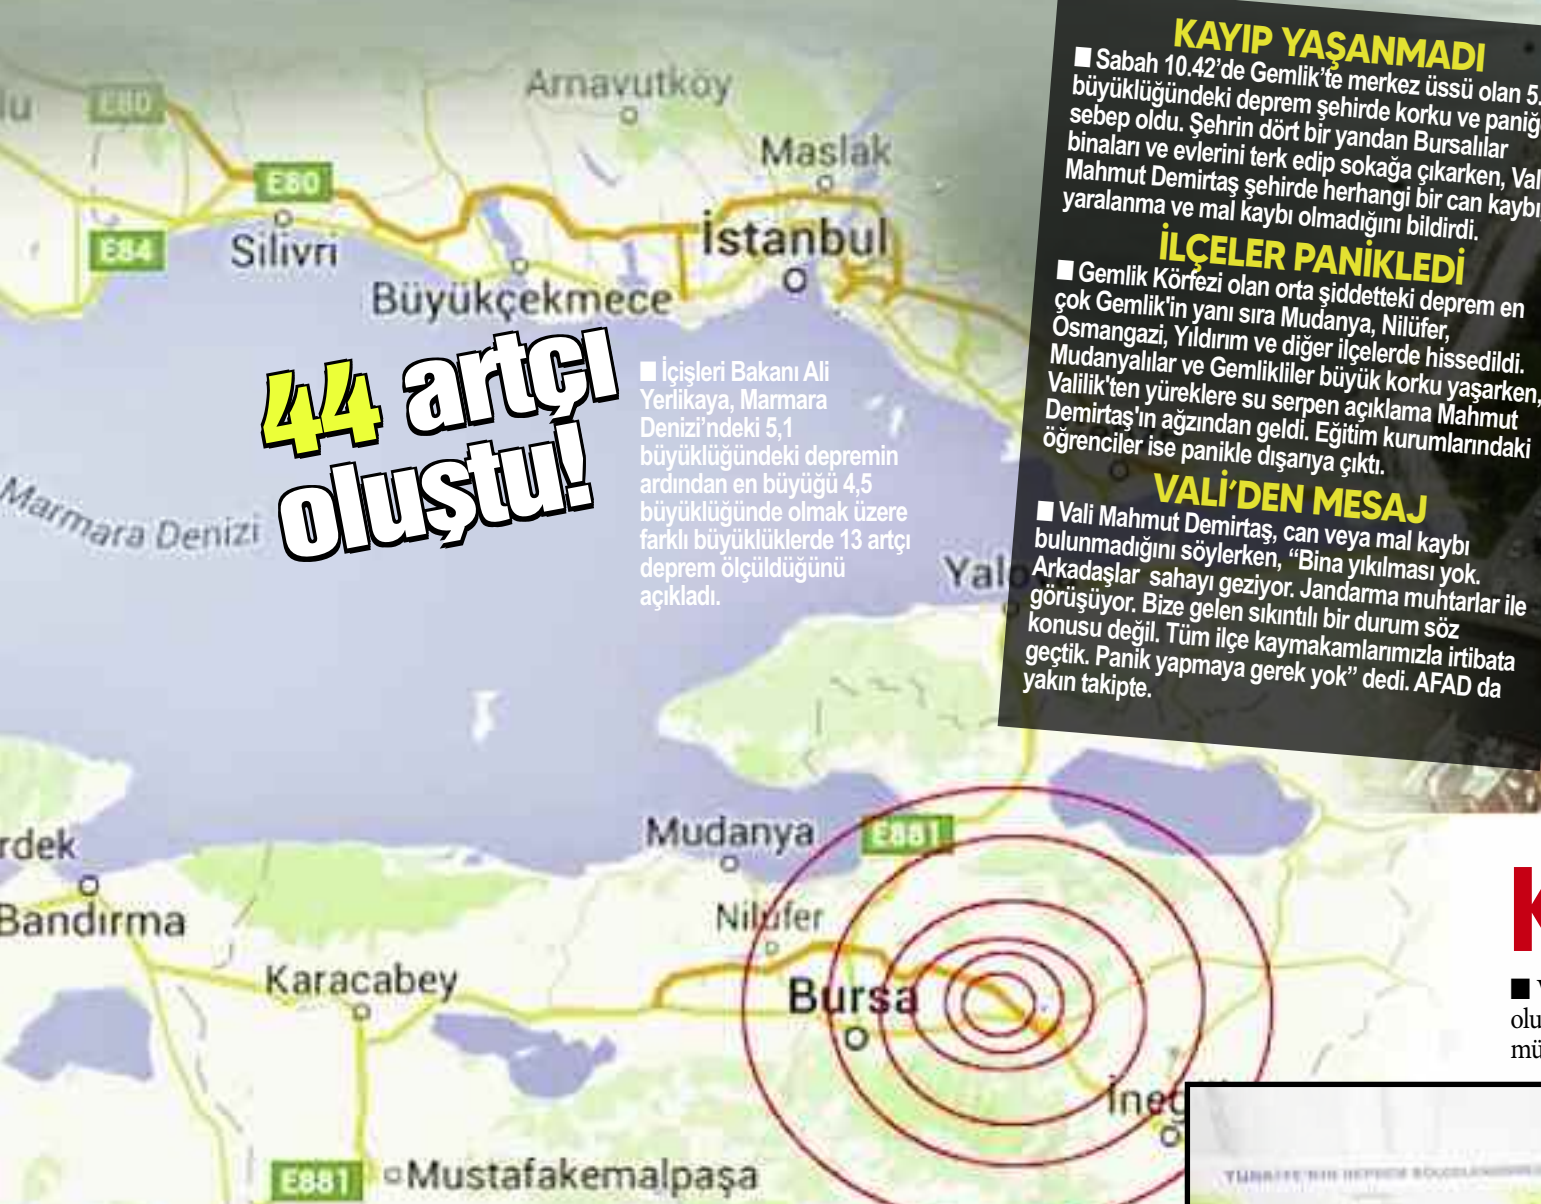 Arnavutköy
E80
Maslak
E80
E84
Silivri
İstanbul
Büyükçekmece
Marmara Denizi
44 artçı
oluştu!
■ İçişleri Bakanı Ali
Yerlikaya, Marmara
Denizi’ndeki 5,1
büyüklüğündeki depremin
ardından en büyüğü 4,5
büyüklüğünde olmak üzere
farklı büyüklüklerde 13 artçı
deprem ölçüldüğünü
açıkladı.
KAYIP YAŞANMADI
■ Sabah 10.42’de Gemlik’te merkez üssü olan 5.
büyüklüğündeki deprem şehirde korku ve paniğ
sebep oldu. Şehrin dört bir yandan Bursalılar
binaları ve evlerini terk edip sokağa çıkarken, Val
Mahmut Demirtaş şehirde herhangi bir can kaybı
yaralanma ve mal kaybı olmadığını bildirdi.
İLÇELER PANİKLEDİ
■ Gemlik Körfezi olan orta şiddetteki deprem en
çok Gemlik'in yanı sıra Mudanya, Nilüfer,
Osmangazi, Yıldırım ve diğer ilçelerde hissedildi.
Mudanyalılar ve Gemlikliler büyük korku yaşarken,
Valilik'ten yüreklere su serpen açıklama Mahmut
Demirtaş'ın ağzından geldi. Eğitim kurumlarındaki
öğrenciler ise panikle dışarıya çıktı.
VALİ’DEN MESAJ
■ Vali Mahmut Demirtaş, can veya mal kaybı
bulunmadığını söylerken, “Bina yıkılması yok.
Arkadaşlar sahayı geziyor. Jandarma muhtarlar ile
görüşüyor. Bize gelen sıkıntılı bir durum söz
konusu değil. Tüm ilçe kaymakamlarımızla irtibata
geçtik. Panik yapmaya gerek yok” dedi. AFAD da
yakın takipte.
Yalo
rdek
Bandırma
Mudanya
E881
Nilüfer
Karacabey
Bursa
İneg
E881
Mustafakemalpaşa
K
■
olu
mü